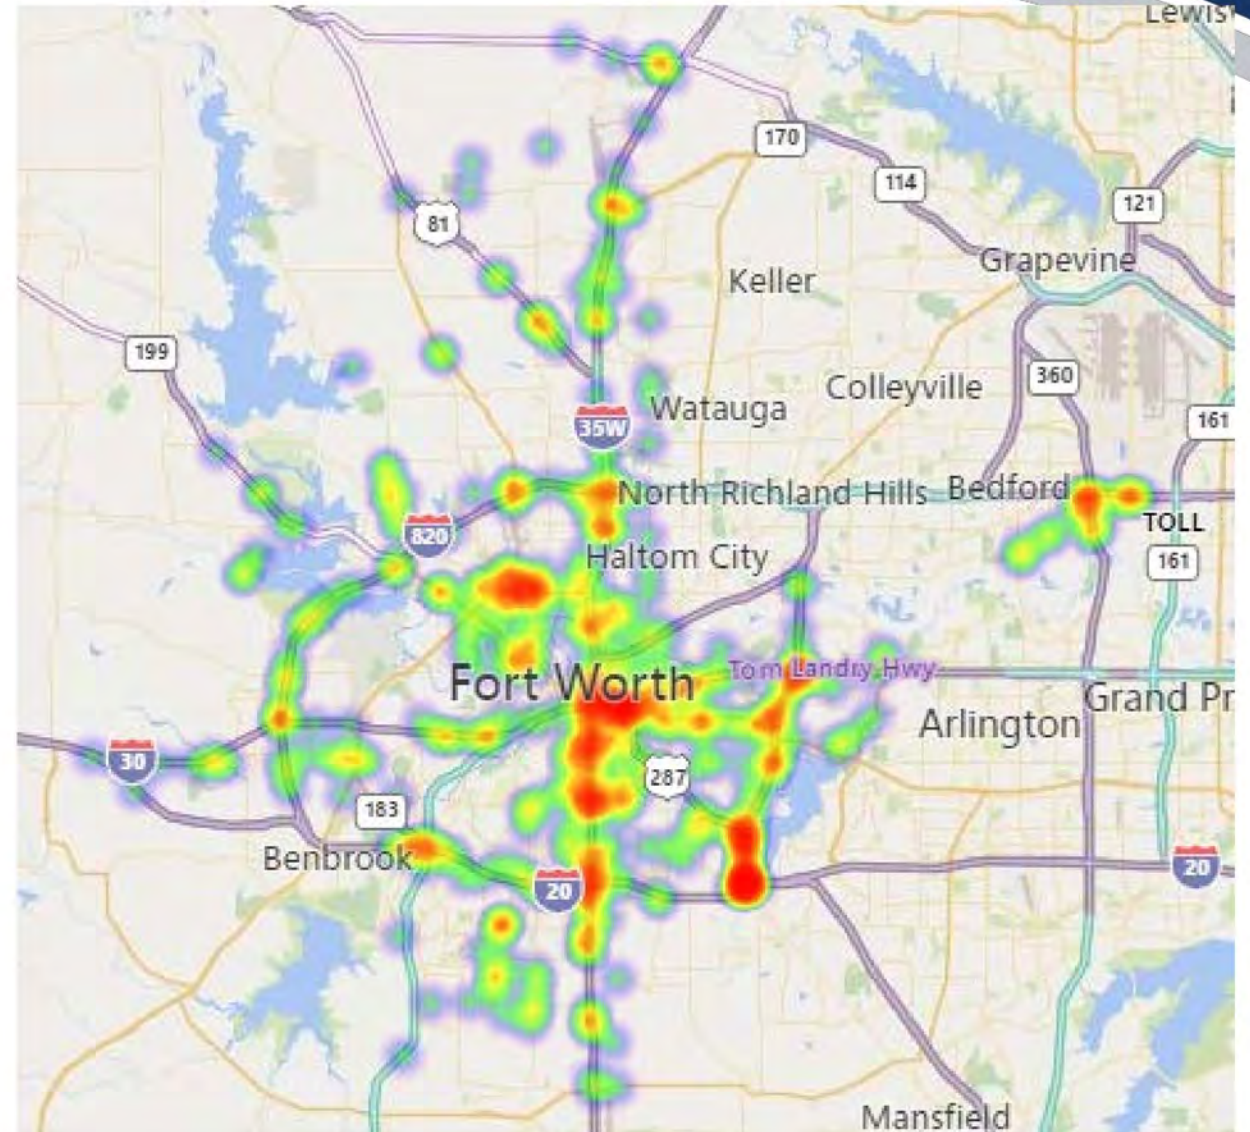 Lewis
170
114
121
81
Grapevine
Keller
199
360
Colleyville
35W
Watauga
161
North Richland Hills
Bedford
TOLL
820
Haltom City
161
Tom Landry Hwy
Fort Worth
Grand Pr
Arlington
30
287
183
Benbrook
20
20
Mansfield